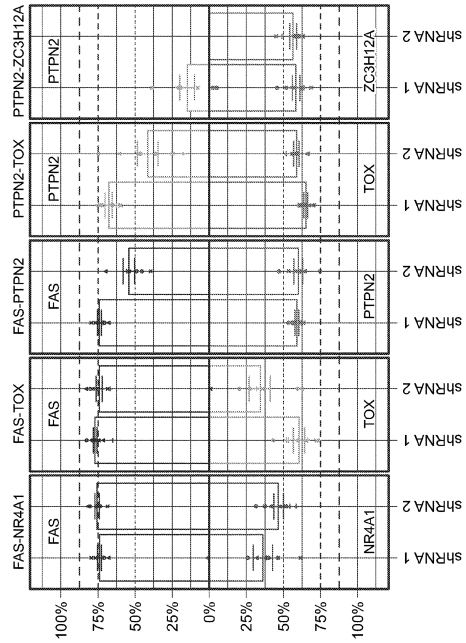 FAS-NR4A1
FAS-TOX
FAS-PTPN2
PTPN2-TOX
PTPN2-ZC3H12A
FAS
FAS
FAS
PTPN2
PTPN2
100%
75%
50%
25%
0%
25%
50%
75%
100%
NR4A1
TOX
PTPN2
TOX
ZC3H12A
shRNA 1
shRNA 2
shRNA 1
shRNA 2
shRNA 1
shRNA 2
shRNA 1
shRNA 2
shRNA 1
shRNA 2